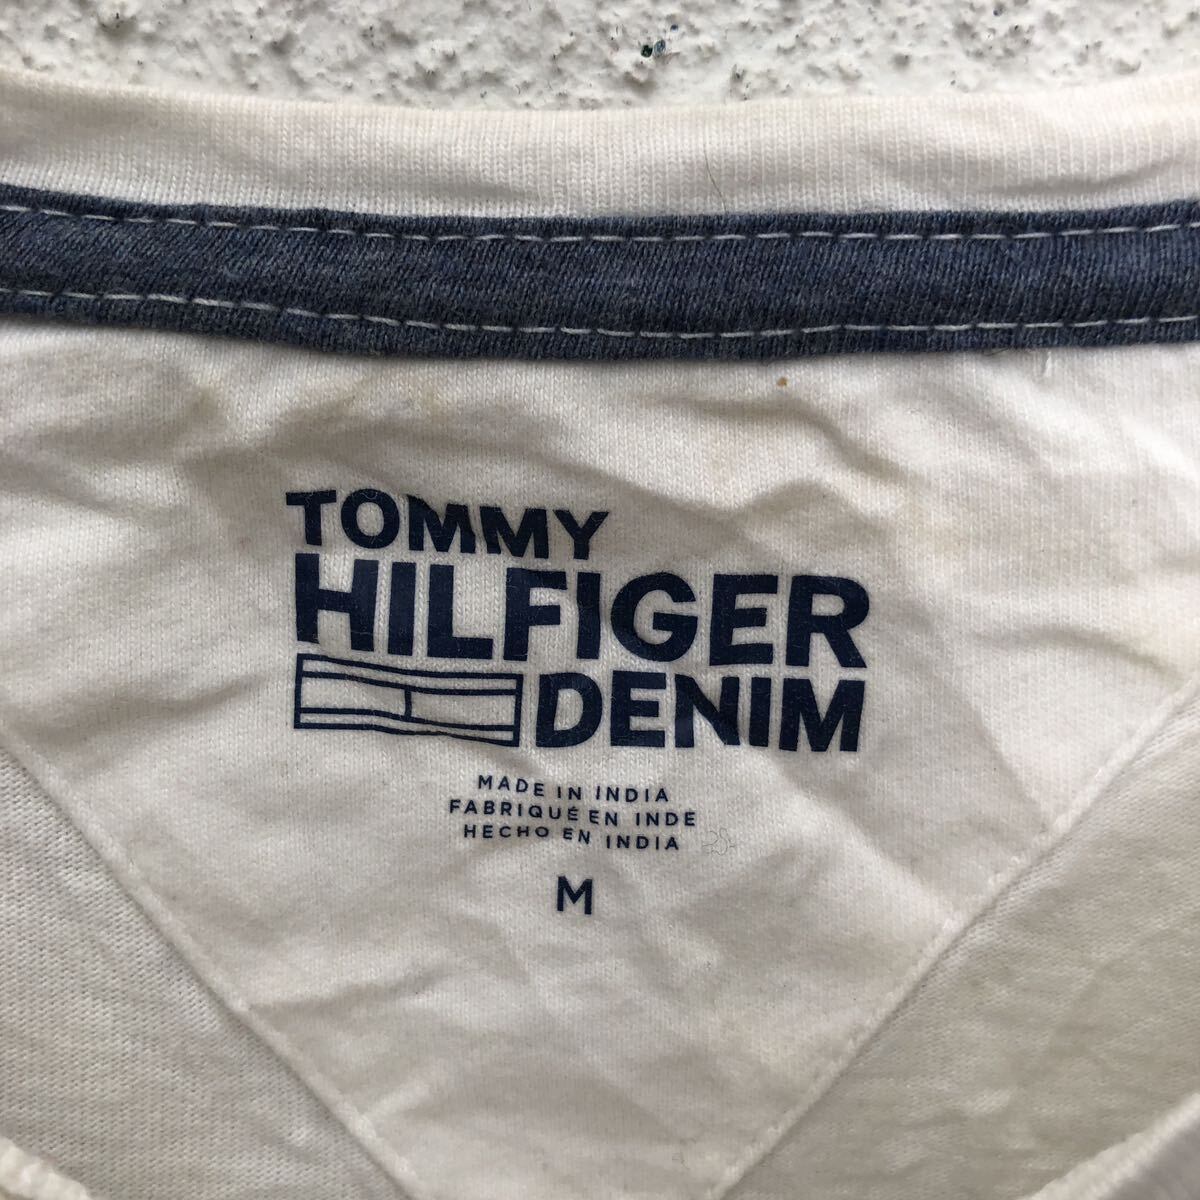 TOMMY
HILFIGER
DENIM
MADE IN INDIA
FABRIQUÉ EN INDE
HECHO EN INDIA
M